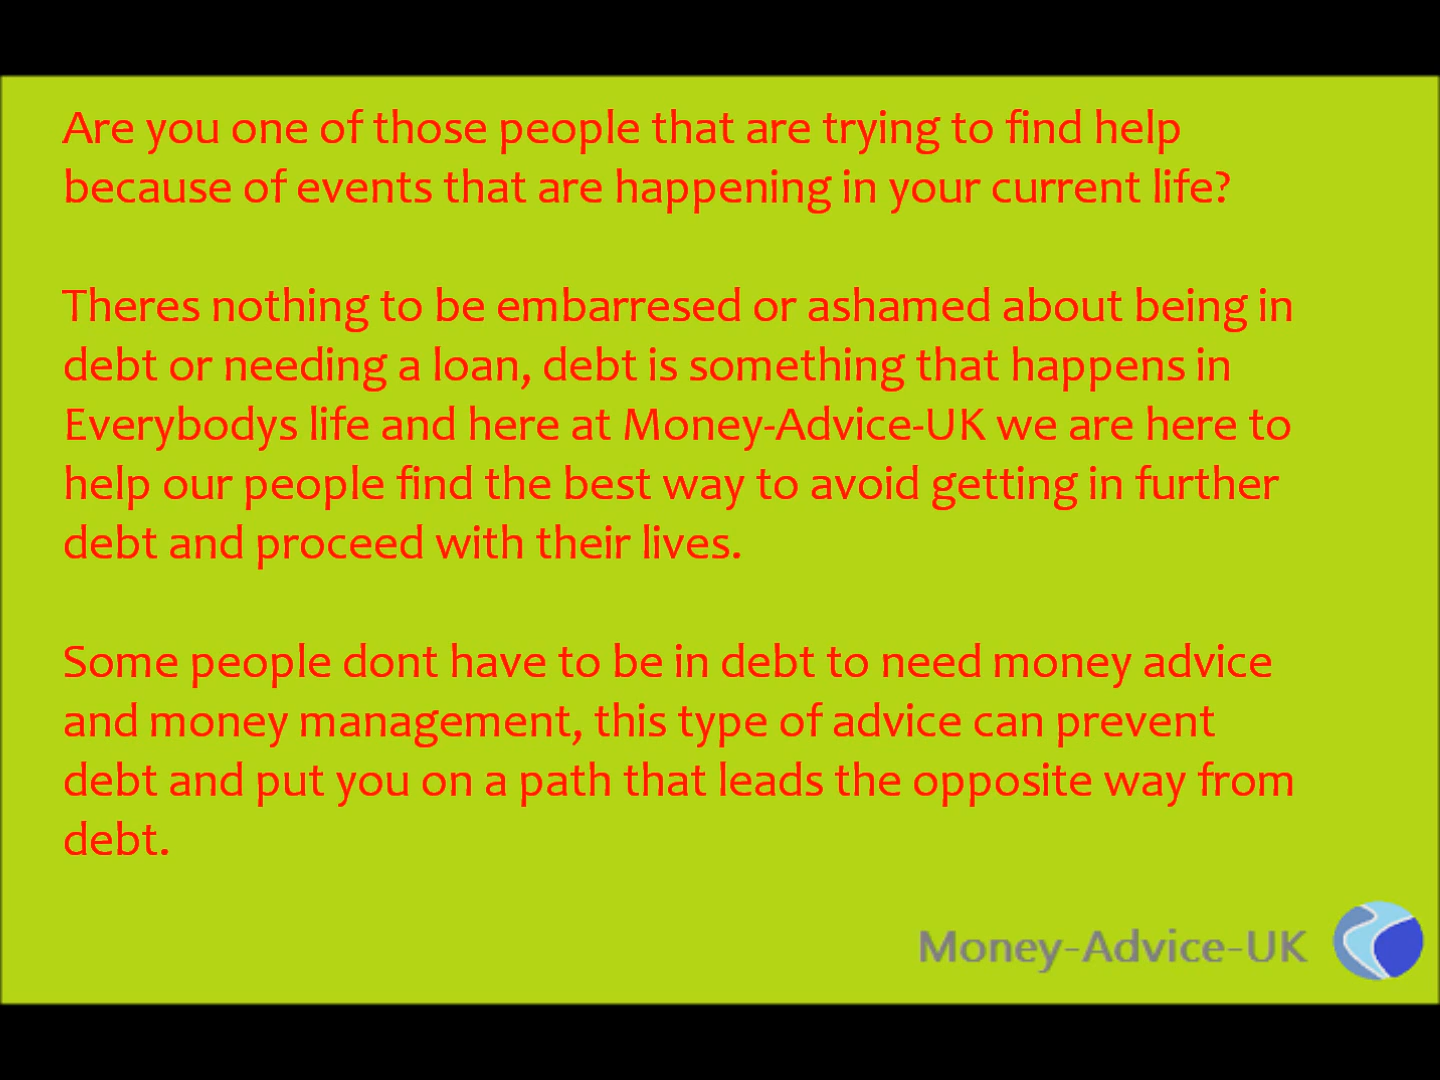 Are you one of those people that are trying to find help
because of events that are happening in your current life?
Theres nothing to be embarresed or ashamed about being in
debt or needing a loan, debt is something that happens in
Everybodys life and here at Money-Advice-UK we are here to
help our people find the best way to avoid getting in further
debt and proceed with their lives.
Some people dont have to be in debt to need money advice
and money management, this type of advice can prevent
debt and put you on a path that leads the opposite way from
debt.
Money-Advice-UK